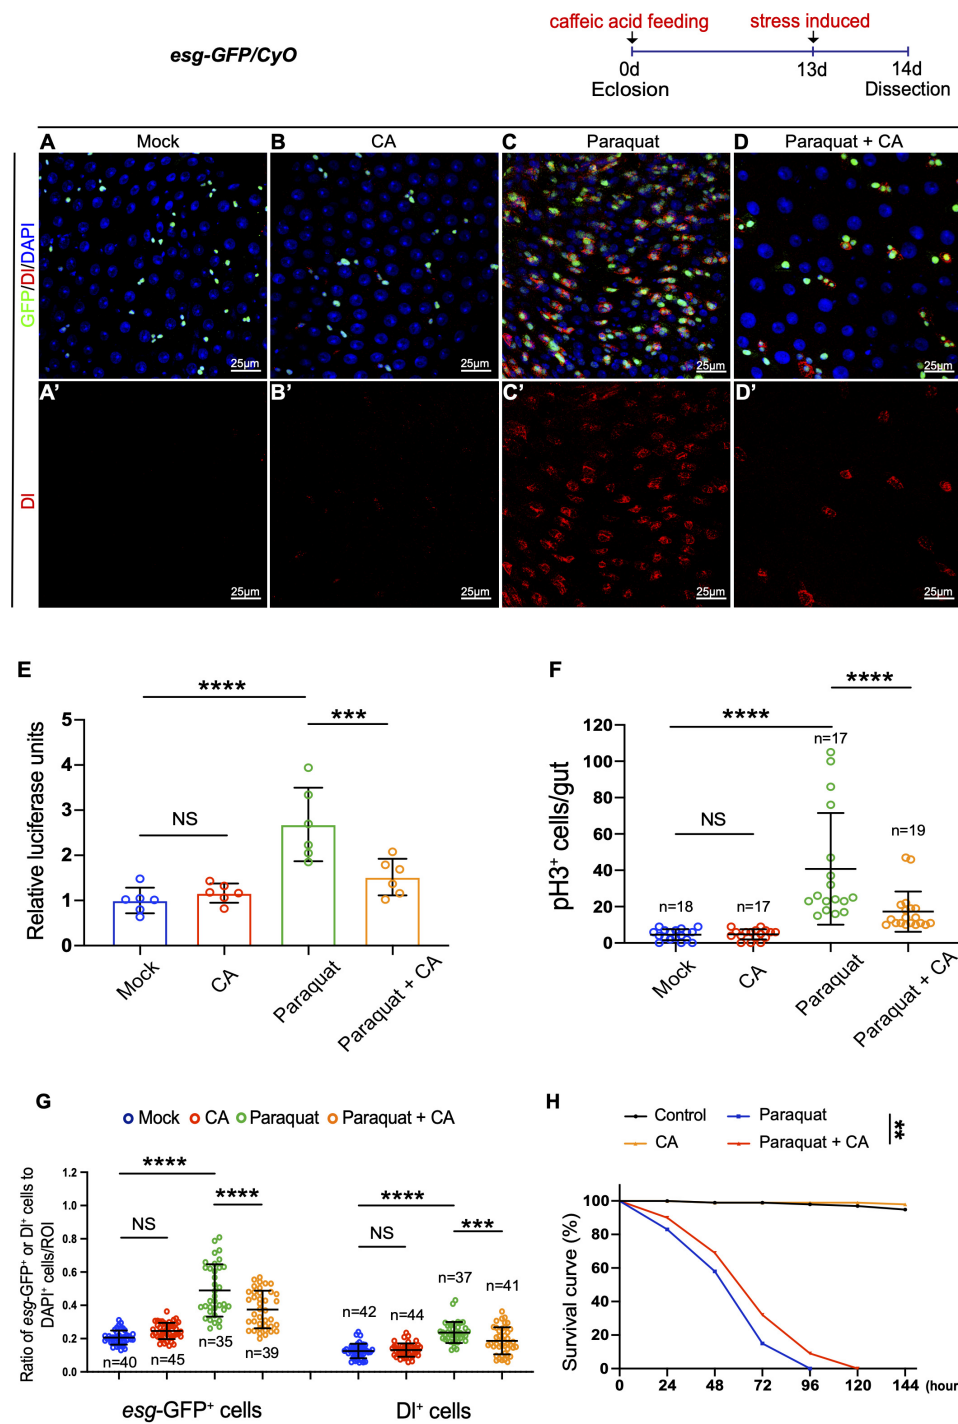 caffeic acid feeding stress induced
esg-GFP/CyO
0d 13d 14d
Eclosion Dissection
A Mock B CA C Paraquat D Paraquat + CA
GFP/Dl/DAPI
25μm 25μm 25μm 25μm
A' B' C' D'
Dl
25μm 25μm 25μm 25μm
E
**** ***
NS
Relative luciferase units
5
4
3
2
1
0
Mock CA Paraquat Paraquat + CA
F
**** ****
NS
n=18 n=17 n=17 n=19
pH3⁺ cells/gut
120
100
80
60
40
20
0
Mock CA Paraquat Paraquat + CA
G
Mock CA Paraquat Paraquat + CA
Ratio of esg-GFP⁺ or Dl⁺ cells to
DAPI⁺ cells/ROI
1.2
1.0
0.8
0.6
0.4
0.2
0.0
**** **** NS
n=40 n=45 n=35 n=39
**** *** NS
n=42 n=44 n=37 n=41
esg-GFP⁺ cells Dl⁺ cells
H
Control Paraquat
CA Paraquat + CA
**
Survival curve (%)
100
80
60
40
20
0
0 24 48 72 96 120 144 (hour